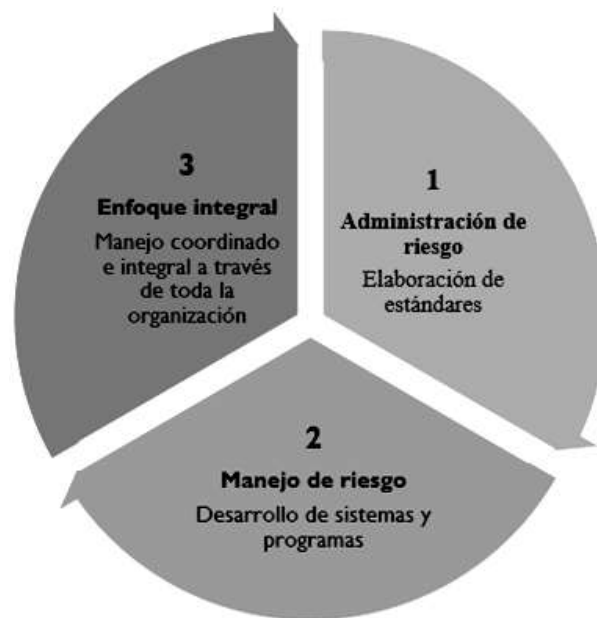 1
Administración de
riesgo
Elaboración de
estándares
2
Manejo de riesgo
Desarrollo de sistemas y
programas
3
Enfoque integral
Manejo coordinado
e integral a través
de toda la
organización